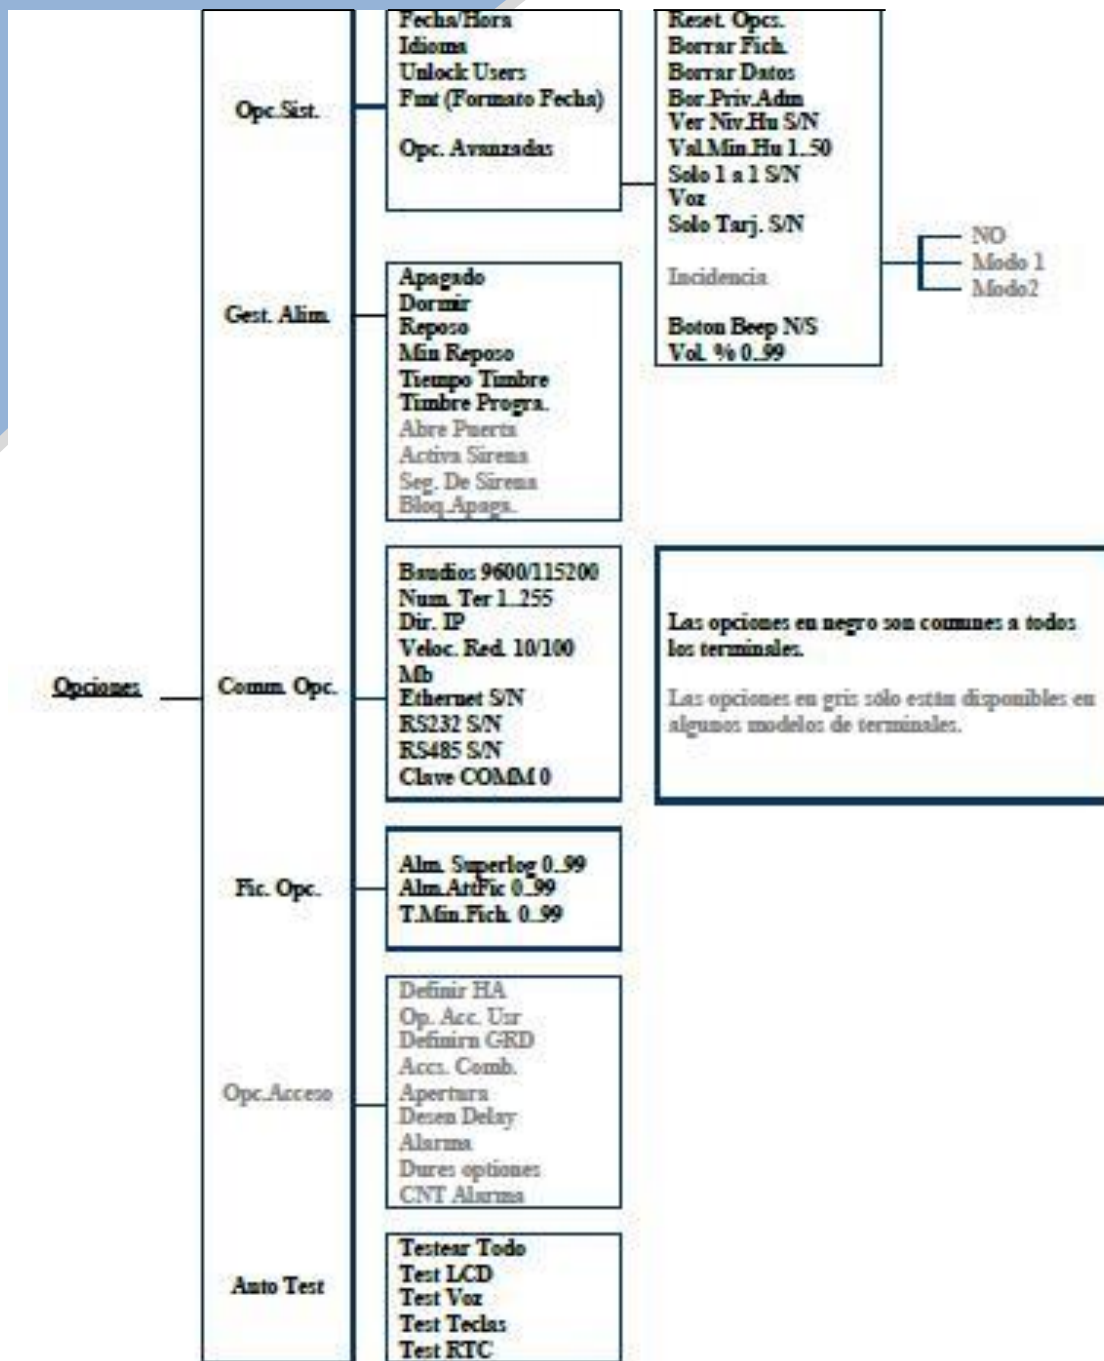 Opciones
Opc.Sist.
Fecha/Hora
Idioma
Unlock Users
Fmt (Formato Fecha)
Opc. Avanzadas
Reset. Opcs.
Borrar Fich.
Borrar Datos
Bor.Priv.Adm
Ver Niv.Hu S/N
Val.Min.Hu 1..50
Solo 1 a 1 S/N
Voz
Solo Tarj. S/N
Incidencia
Boton Beep N/S
Vol. % 0..99
NO
Modo 1
Modo2
Gest. Alim.
Apagado
Dormir
Reposo
Min Reposo
Tiempo Timbre
Timbre Progra.
Abre Puerta
Activa Sirena
Seg. De Sirena
Bloq.Apaga.
Comm. Opc.
Baudios 9600/115200
Num. Ter 1..255
Dir. IP
Veloc. Red. 10/100
Mb
Ethernet S/N
RS232 S/N
RS485 S/N
Clave COMM 0
Las opciones en negro son comunes a todos
los terminales.
Las opciones en gris sólo están disponibles en
algunos modelos de terminales.
Fic. Opc.
Alm. Superlog 0..99
Alm.AttFic 0..99
T.Min.Fich. 0..99
Opc.Acceso
Definir HA
Op. Acc. Usr
Definirn GRD
Accs. Comb.
Apertura
Desen Delay
Alarma
Dures optiones
CNT Alarma
Auto Test
Testear Todo
Test LCD
Test Voz
Test Teclas
Test RTC